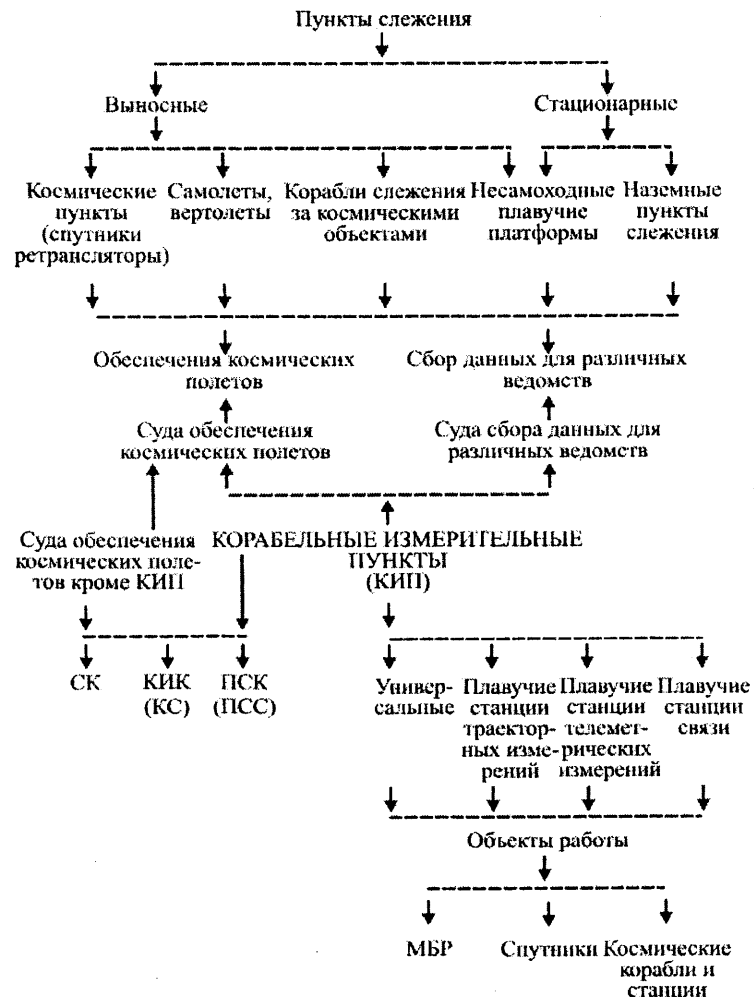 Пункты слежения
Выносные
Стационарные
Космические
пункты
(спутники
ретрансляторы)
Самолеты,
вертолеты
Корабли слежения
за космическими
объектами
Несамоходные
плавучие
платформы
Наземные
пункты
слежения
Обеспечения космических
полетов
Сбор данных для различных
ведомств
Суда обеспечения
космических полетов
Суда сбора данных для
различных ведомств
Суда обеспечения
космических поле-
тов кроме КИП
КОРАБЕЛЬНЫЕ ИЗМЕРИТЕЛЬНЫЕ
ПУНКТЫ
(КИП)
СК
КИК
(КС)
ПСК
(ПСС)
Универ-
сальные
Плавучие
станции
траектор-
ных изме-
рений
Плавучие
станции
телемет-
рических
измерений
Плавучие
станции
связи
Объекты работы
МБР
Спутники
Космические
корабли и
станции